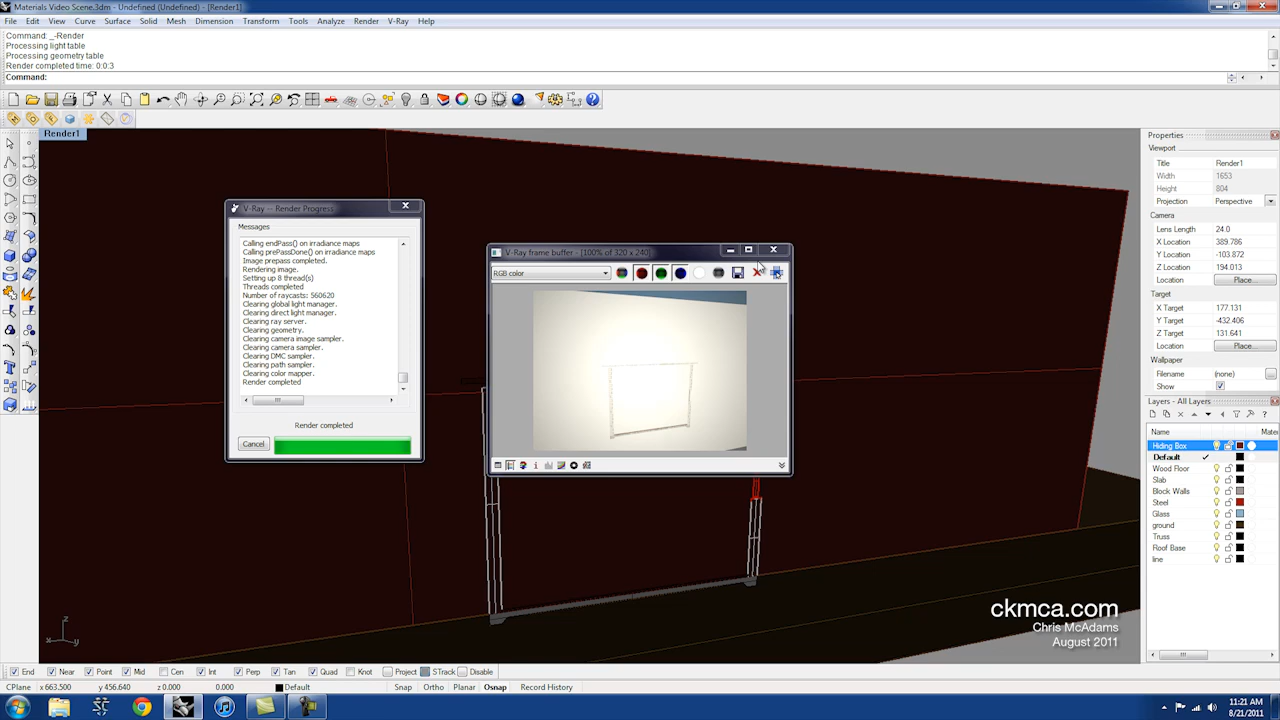 Materials Video Scene.3dm - Undefined (Undefined) - [Render1]
File Edit View Curve Surface Solid Mesh Dimension Transform Tools Analyze Render V-Ray Help
Command: _-Render
Processing light table
Processing geometry table
Render completed time: 0:0:3
Command:
Render1
V-Ray -- Render Progress
Messages
Calling endPass() on irradiance maps
Calling prePassDone() on irradiance maps
Image prepass completed.
Rendering image.
Setting up 8 thread(s)
Threads completed
Number of raycasts: 560620
Clearing global light manager.
Clearing direct light manager.
Clearing ray server.
Clearing geometry.
Clearing camera image sampler.
Clearing camera sampler.
Clearing DMC sampler.
Clearing path sampler.
Clearing color mapper.
Render completed
Render completed
Cancel
V-Ray frame buffer - [100% of 320 x 240]
RGB color
Properties
Viewport
Title Render1
Width 1653
Height 804
Projection Perspective
Camera
Lens Length 24.0
X Location 389.786
Y Location -103.872
Z Location 194.013
Location Place...
Target
X Target 177.131
Y Target -432.406
Z Target 131.641
Location Place...
Wallpaper
Filename (none)
Show
Layers - All Layers
Name Mater
Hiding Box
Default
Wood Floor
Slab
Block Walls
Steel
Glass
ground
Truss
Roof Base
line
z
x y
ckmca.com
Chris McAdams
August 2011
End Near Point Mid Cen Int Perp Tan Quad Knot Project STrack Disable
CPlane x 663.500 y 456.640 z 0.000 0.000 Default Snap Ortho Planar Osnap Record History
11:21 AM
8/21/2011